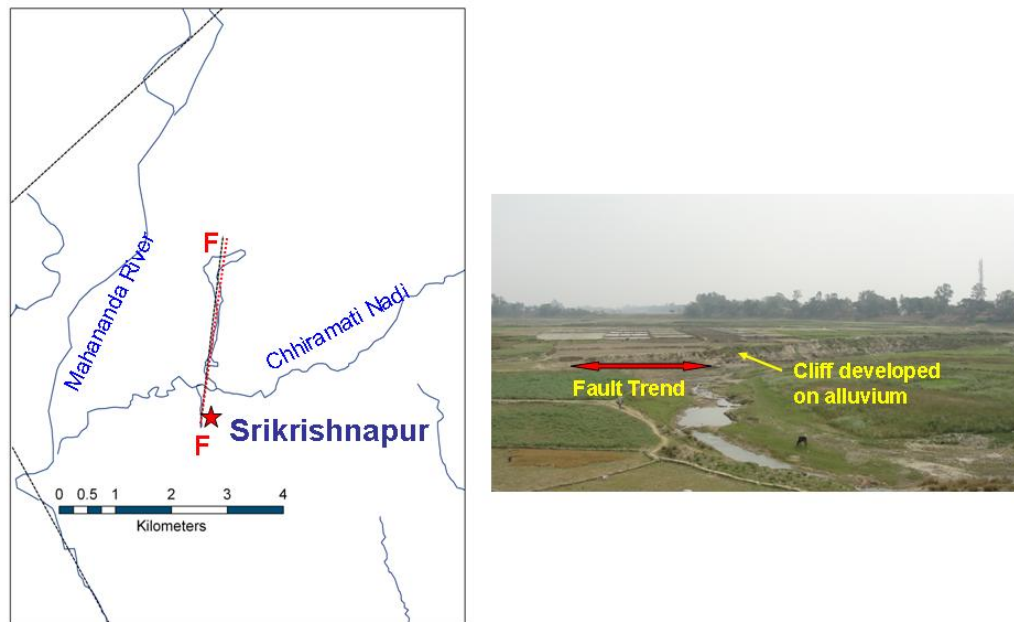 F
Mahananda River
Chhiramati Nadi
Srikrishnapur
F
0 0.5 1 2 3 4
Kilometers
Fault Trend
Cliff developed
on alluvium